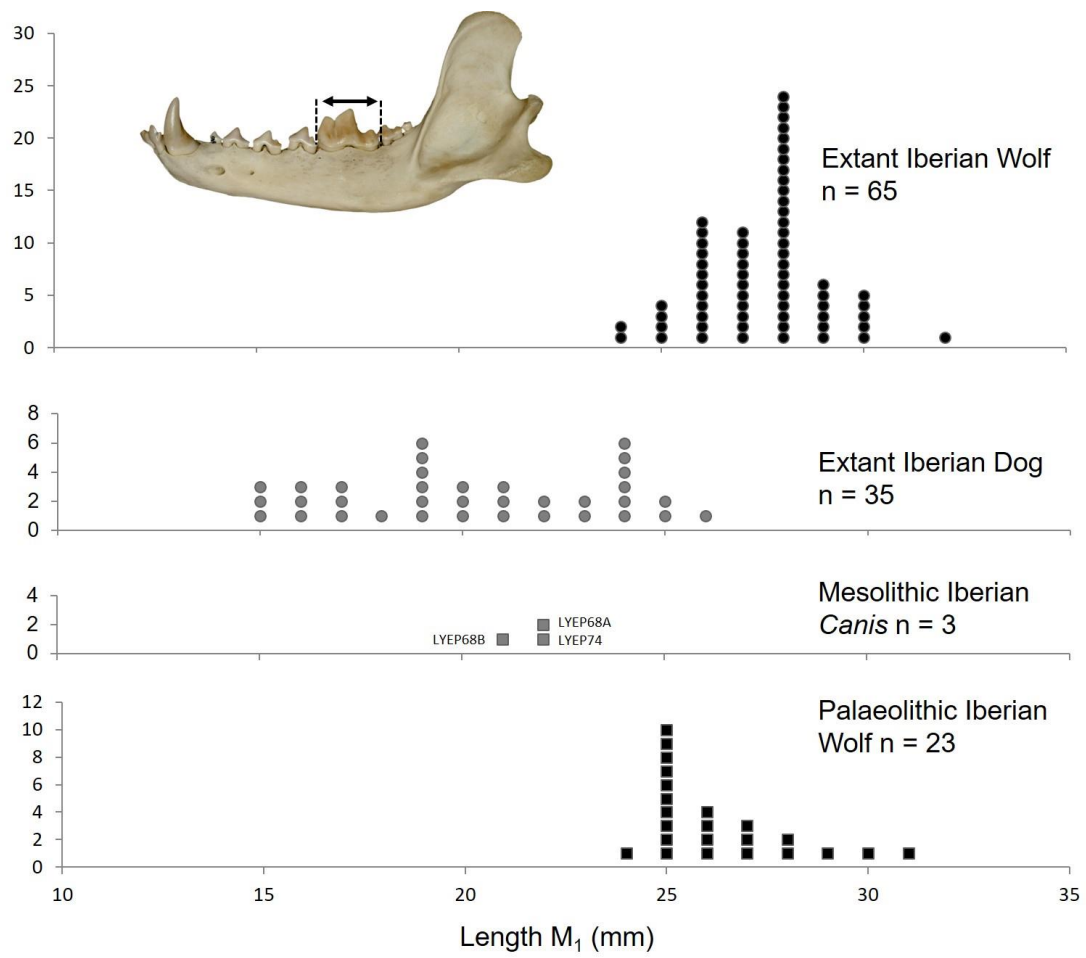 30
25
20
15
10
5
0
Extant Iberian Wolf
n = 65
8
6
4
2
0
Extant Iberian Dog
n = 35
4
2
0
LYEP68B
LYEP68A
LYEP74
Mesolithic Iberian
Canis n = 3
12
10
8
6
4
2
0
Palaeolithic Iberian
Wolf n = 23
10 15 20 25 30 35
Length M₁ (mm)